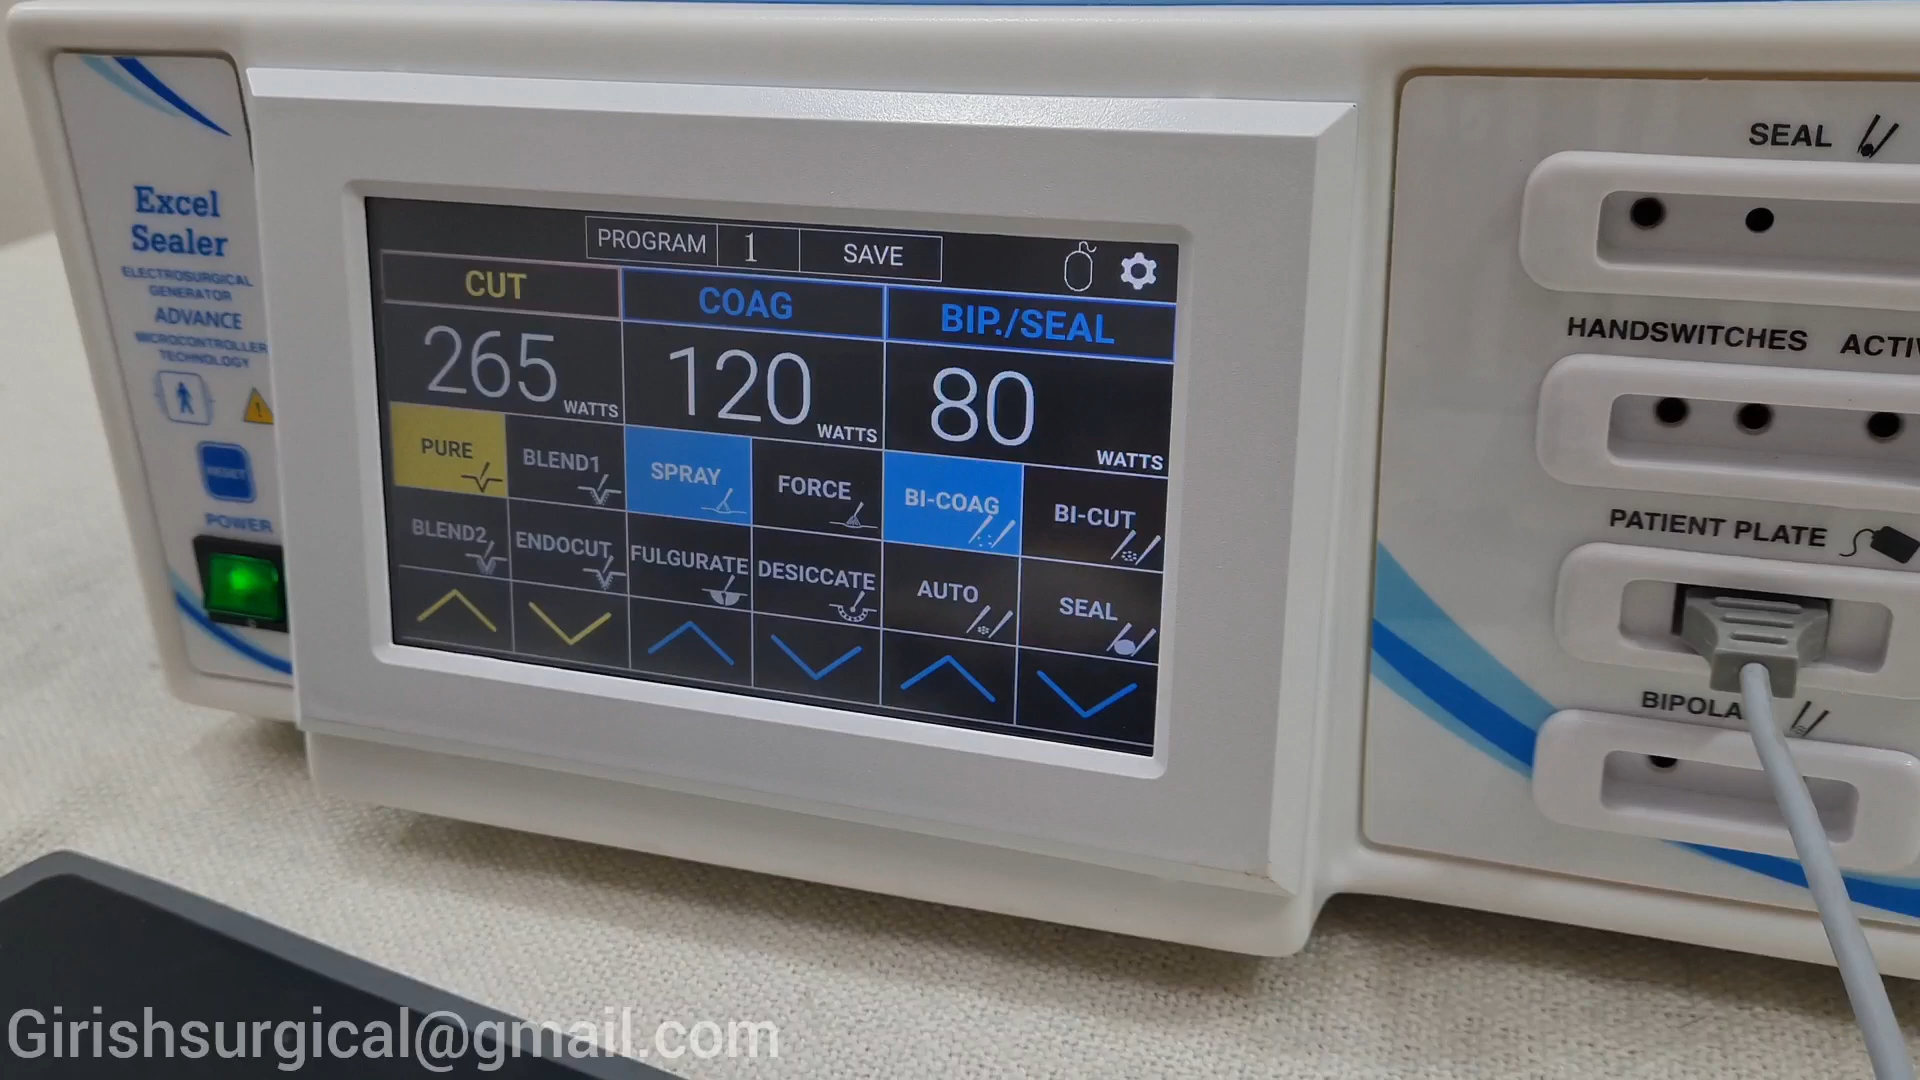 Excel
Sealer
ELECTROSURGICAL
GENERATOR
ADVANCE
MICROCONTROLLER
TECHNOLOGY
RESET
POWER
PROGRAM 1 SAVE
CUT COAG BIP./SEAL
265 WATTS 120 WATTS 80 WATTS
PURE BLEND1 SPRAY FORCE BI-COAG BI-CUT
BLEND2 ENDOCUT FULGURATE DESICCATE AUTO SEAL
SEAL
HANDSWITCHES
PATIENT PLATE
Girishsurgical@gmail.com